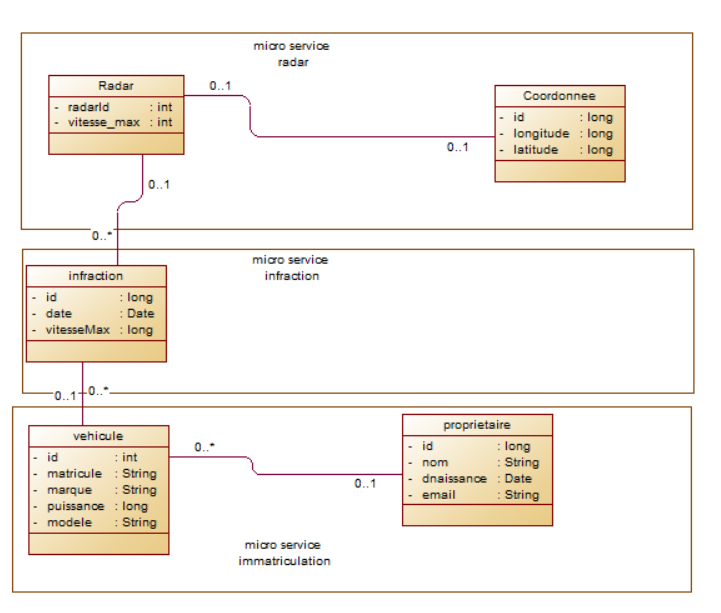 micro service
radar
Radar
- radarId : int
- vitesse_max : int
0..1
0..1
Coordonnee
- id : long
- longitude : long
- latitude : long
0..1
0..*
micro service
infraction
infraction
- id : long
- date : Date
- vitesseMax : long
0..1
0..*
vehicule
- id : int
- matricule : String
- marque : String
- puissance : long
- modele : String
0..*
0..1
proprietaire
- id : long
- nom : String
- dnaissance : Date
- email : String
micro service
immatriculation